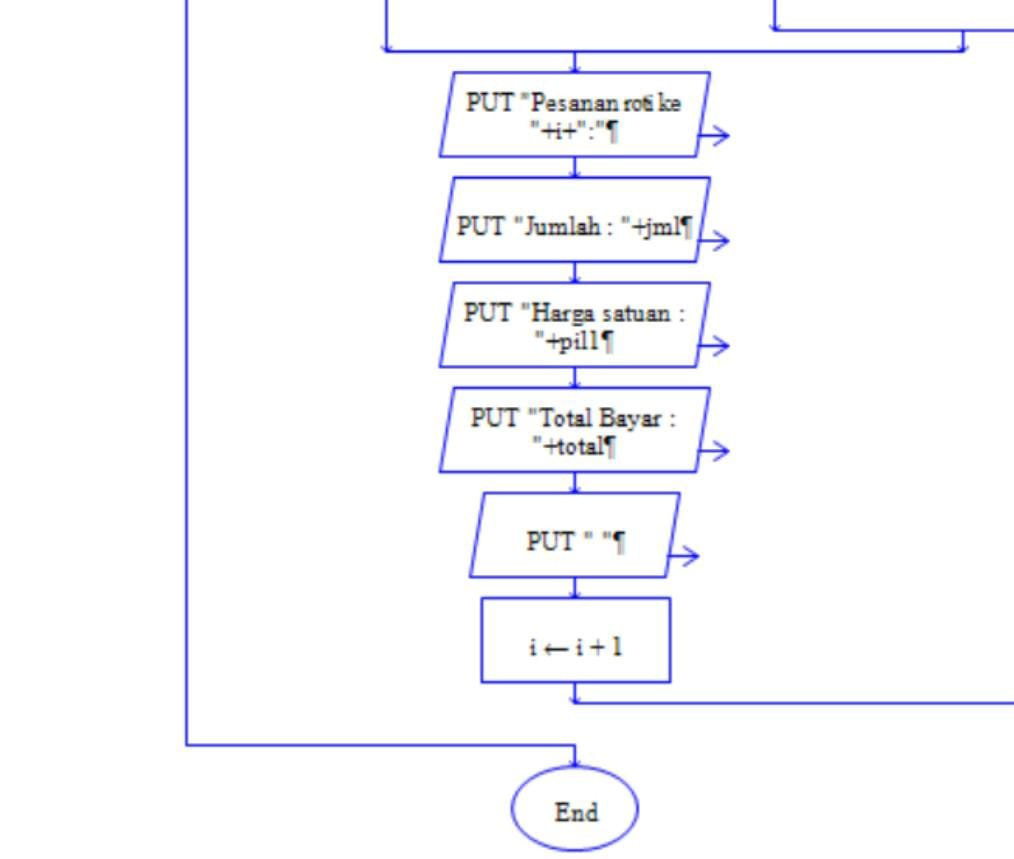 PUT "Pesanan roti ke
"+i+":"¶
PUT "Jumlah : "+jml¶
PUT "Harga satuan :
"+pil1¶
PUT "Total Bayar :
"+total¶
PUT " "¶
i ← i + 1
End